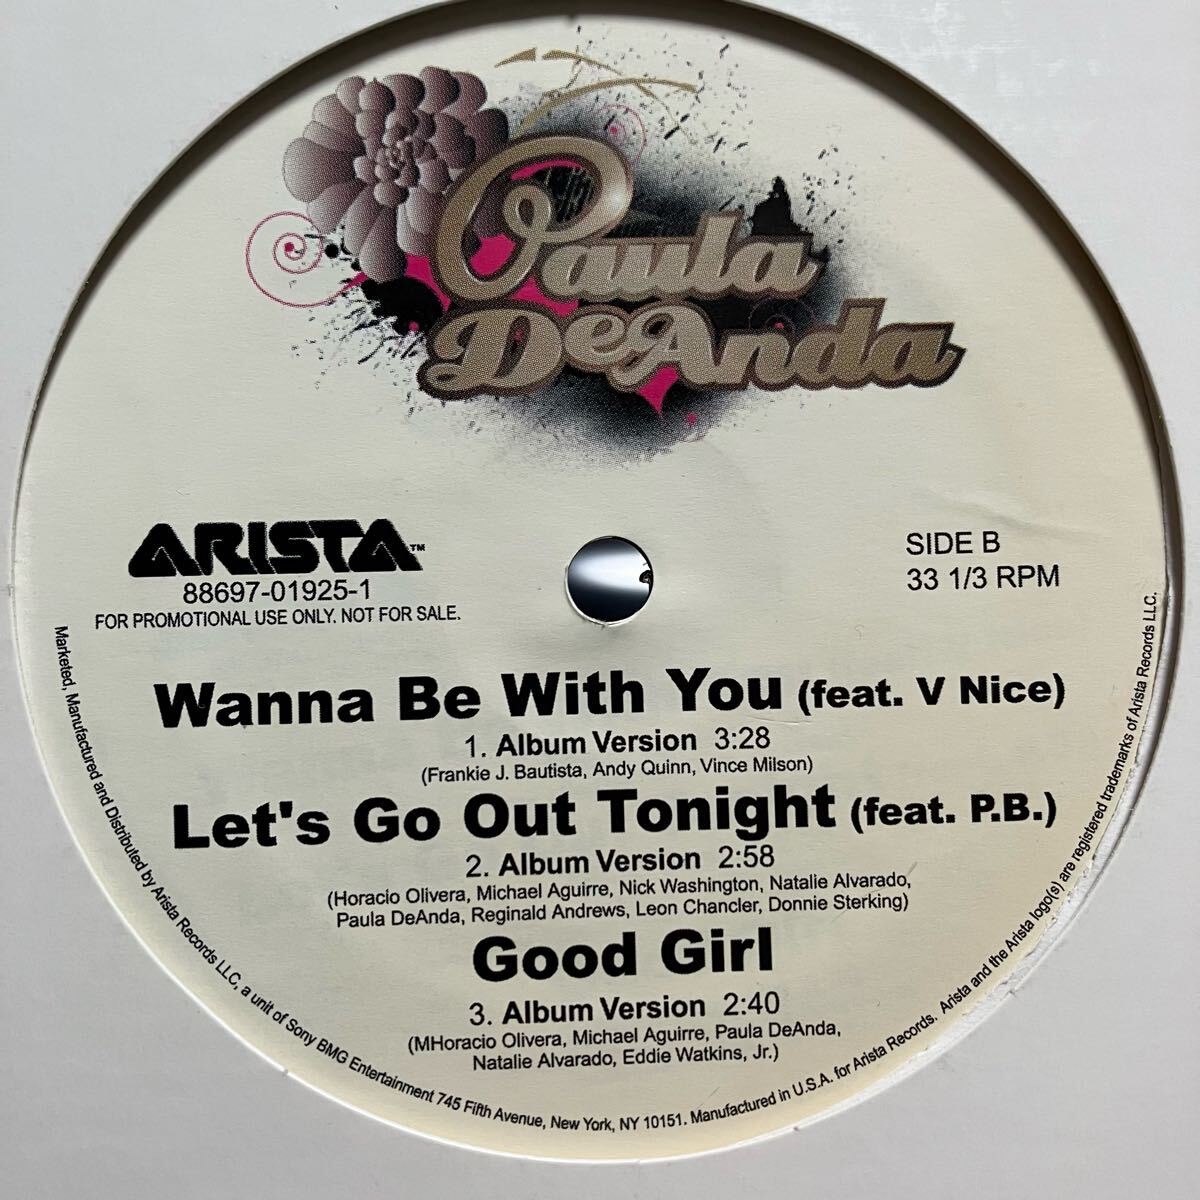 Paula
DeAnda
ARISTA™
88697-01925-1
FOR PROMOTIONAL USE ONLY. NOT FOR SALE.
SIDE B
33 1/3 RPM
Wanna Be With You (feat. V Nice)
1. Album Version 3:28
(Frankie J. Bautista, Andy Quinn, Vince Milson)
Let's Go Out Tonight (feat. P.B.)
2. Album Version 2:58
(Horacio Olivera, Michael Aguirre, Nick Washington, Natalie Alvarado,
Paula DeAnda, Reginald Andrews, Leon Chancler, Donnie Sterking)
Good Girl
3. Album Version 2:40
(MHoracio Olivera, Michael Aguirre, Paula DeAnda,
Natalie Alvarado, Eddie Watkins, Jr.)
Marketed, Manufactured and Distributed by Arista Records LLC, a unit of Sony BMG Entertainment 745 Fifth Avenue, New York, NY 10151. Manufactured in U.S.A. for Arista Records. Arista and the Arista logo(s) are registered trademarks of Arista Records LLC.